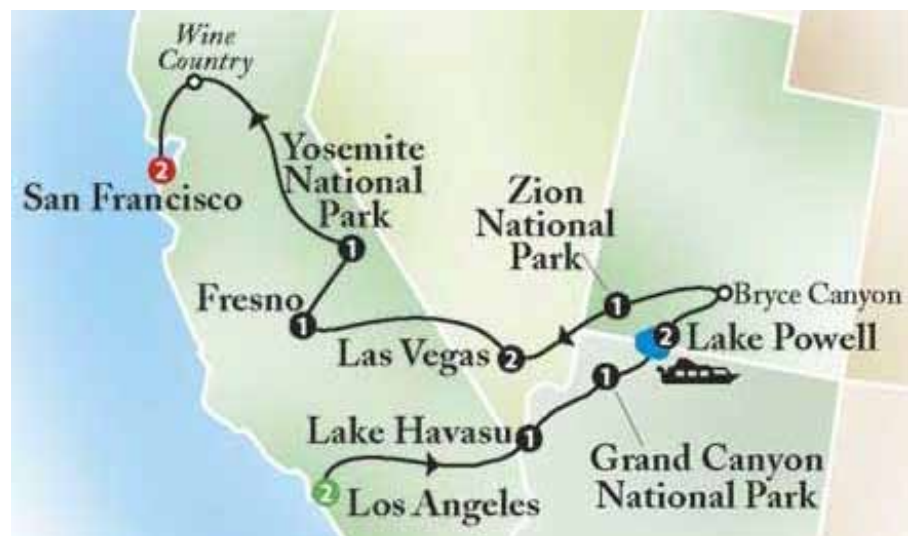 Wine
Country
2
San Francisco
Yosemite
National
Park
1
Fresno
1
Las Vegas
2
Zion
National
Park
1
Bryce Canyon
2
Lake Powell
1
Grand Canyon
National Park
Lake Havasu
1
2
Los Angeles